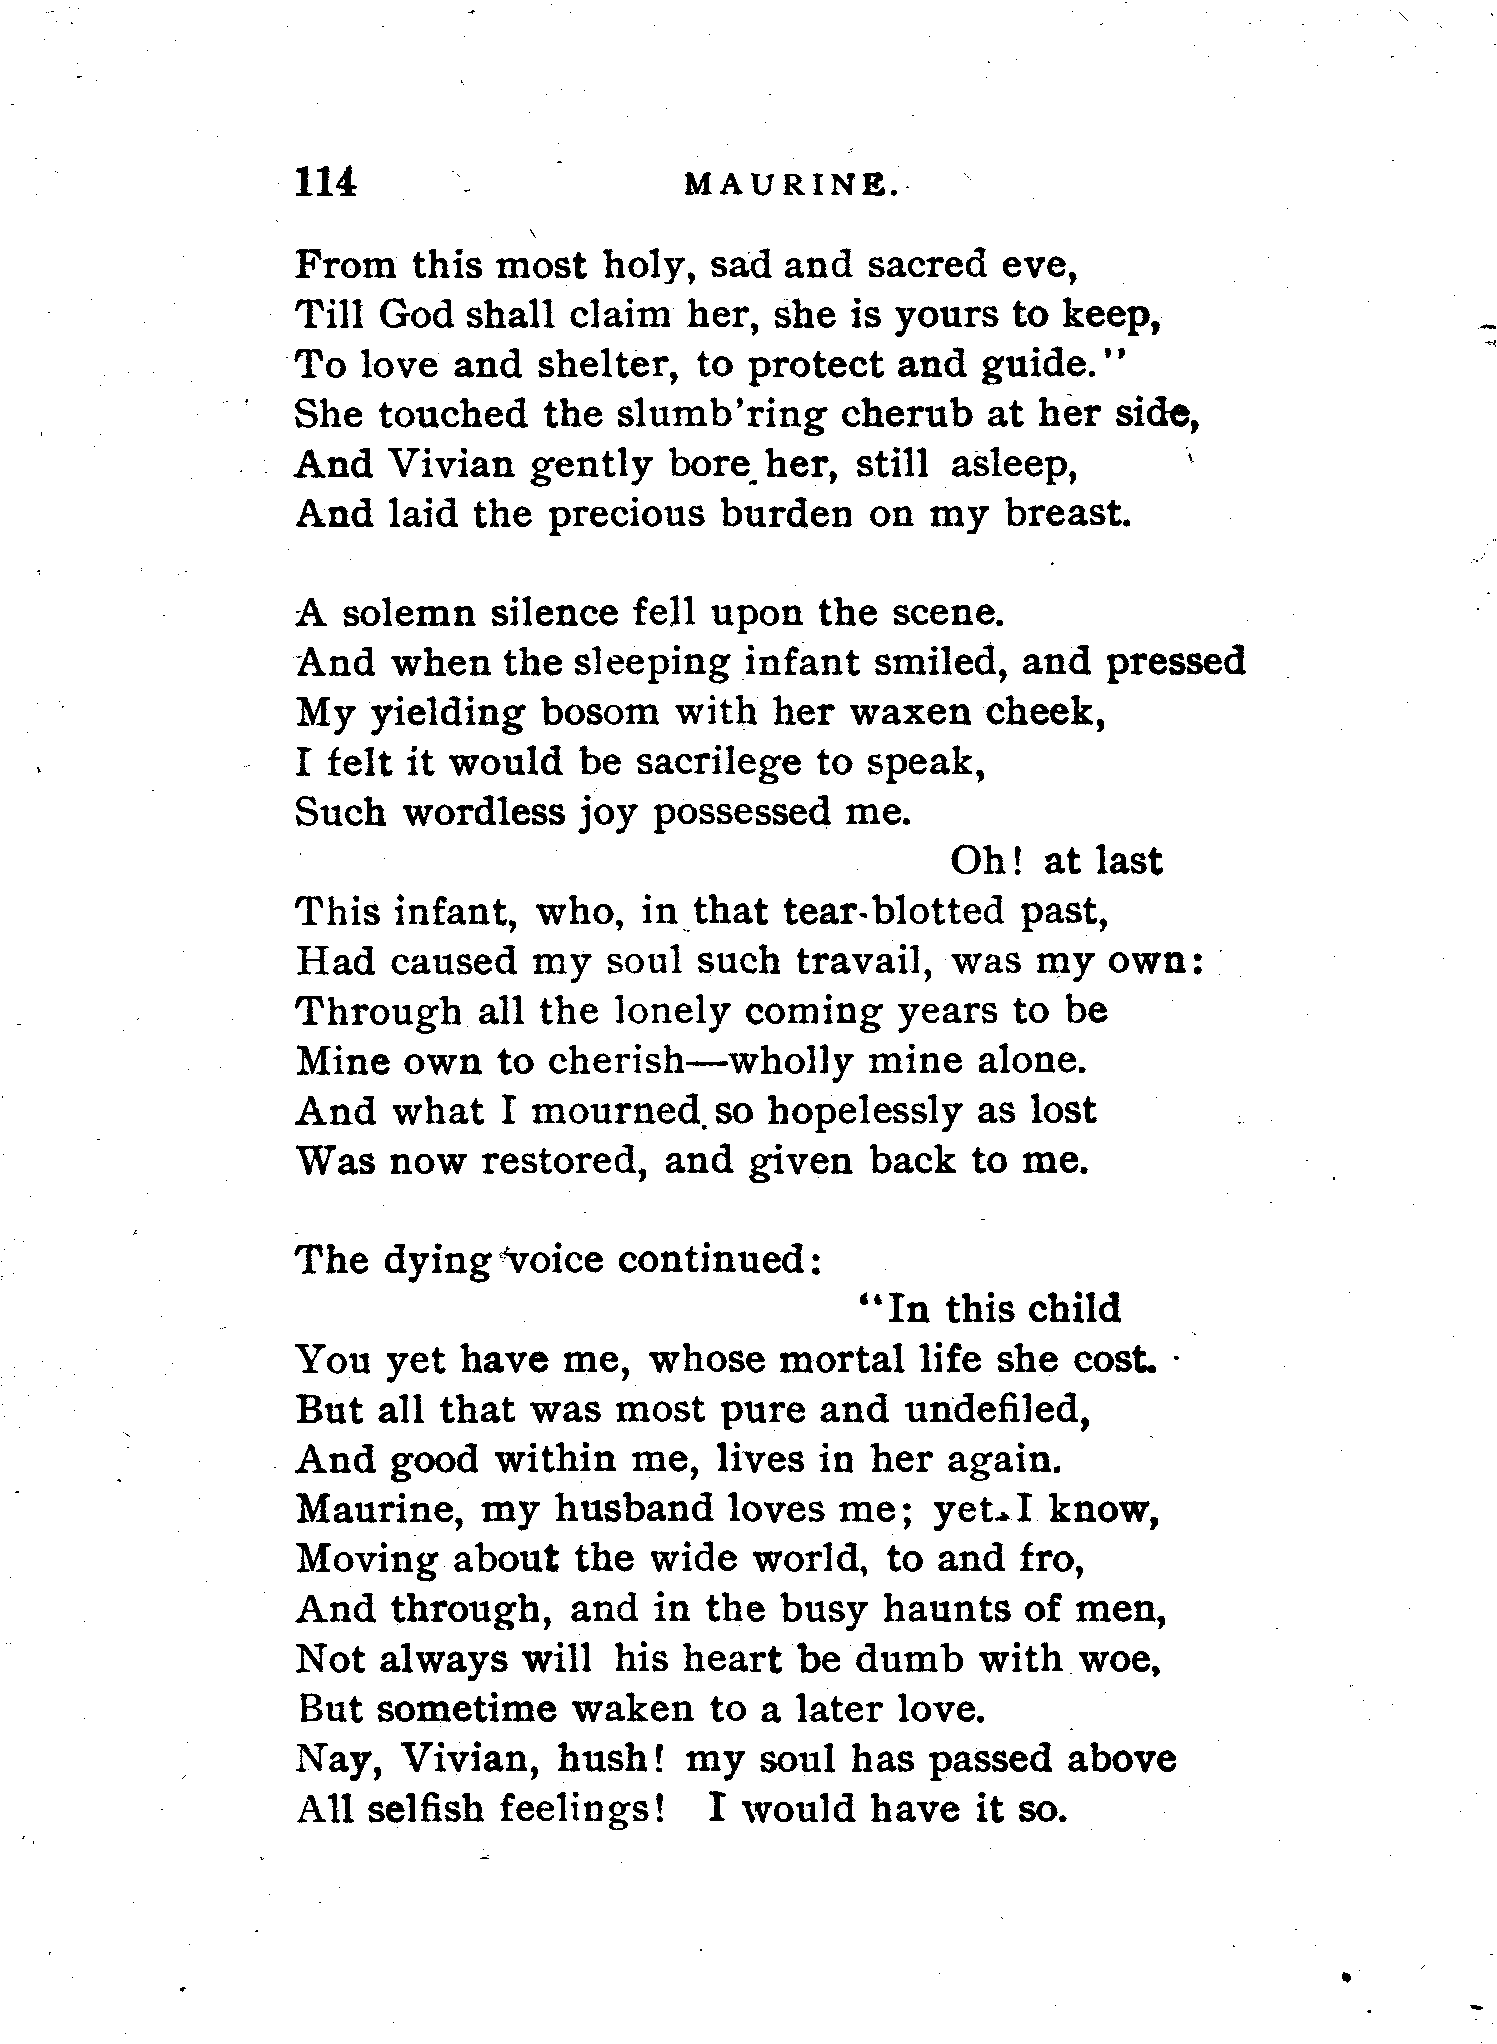 114 MAURINE.
From this most holy, sad and sacred eve,
Till God shall claim her, she is yours to keep,
To love and shelter, to protect and guide."
She touched the slumb'ring cherub at her side,
And Vivian gently bore her, still asleep,
And laid the precious burden on my breast.
A solemn silence fell upon the scene.
And when the sleeping infant smiled, and pressed
My yielding bosom with her waxen cheek,
I felt it would be sacrilege to speak,
Such wordless joy possessed me.
Oh! at last
This infant, who, in that tear-blotted past,
Had caused my soul such travail, was my own:
Through all the lonely coming years to be
Mine own to cherish—wholly mine alone.
And what I mourned so hopelessly as lost
Was now restored, and given back to me.
The dying voice continued:
"In this child
You yet have me, whose mortal life she cost.
But all that was most pure and undefiled,
And good within me, lives in her again.
Maurine, my husband loves me; yet I know,
Moving about the wide world, to and fro,
And through, and in the busy haunts of men,
Not always will his heart be dumb with woe,
But sometime waken to a later love.
Nay, Vivian, hush! my soul has passed above
All selfish feelings! I would have it so.